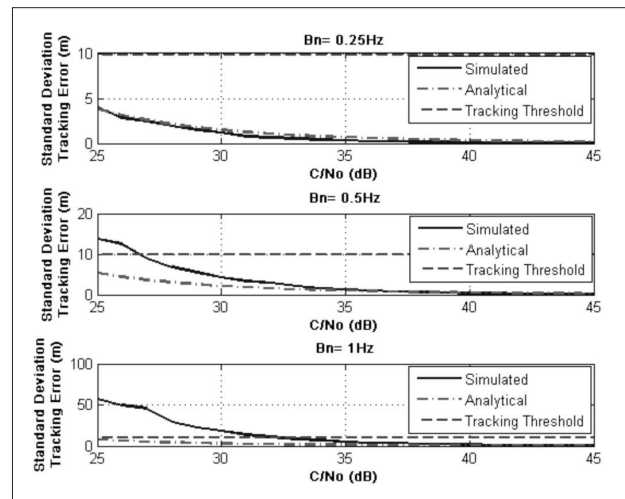 Bn= 0.25Hz
Standard Deviation
Tracking Error (m)
10
5
0
Simulated
Analytical
Tracking Threshold
25 30 35 40 45
C/No (dB)
Bn= 0.5Hz
Standard Deviation
Tracking Error (m)
20
10
0
Simulated
Analytical
Tracking Threshold
25 30 35 40 45
C/No (dB)
Bn= 1Hz
Standard Deviation
Tracking Error (m)
100
50
0
Simulated
Analytical
Tracking Threshold
25 30 35 40 45
C/No (dB)